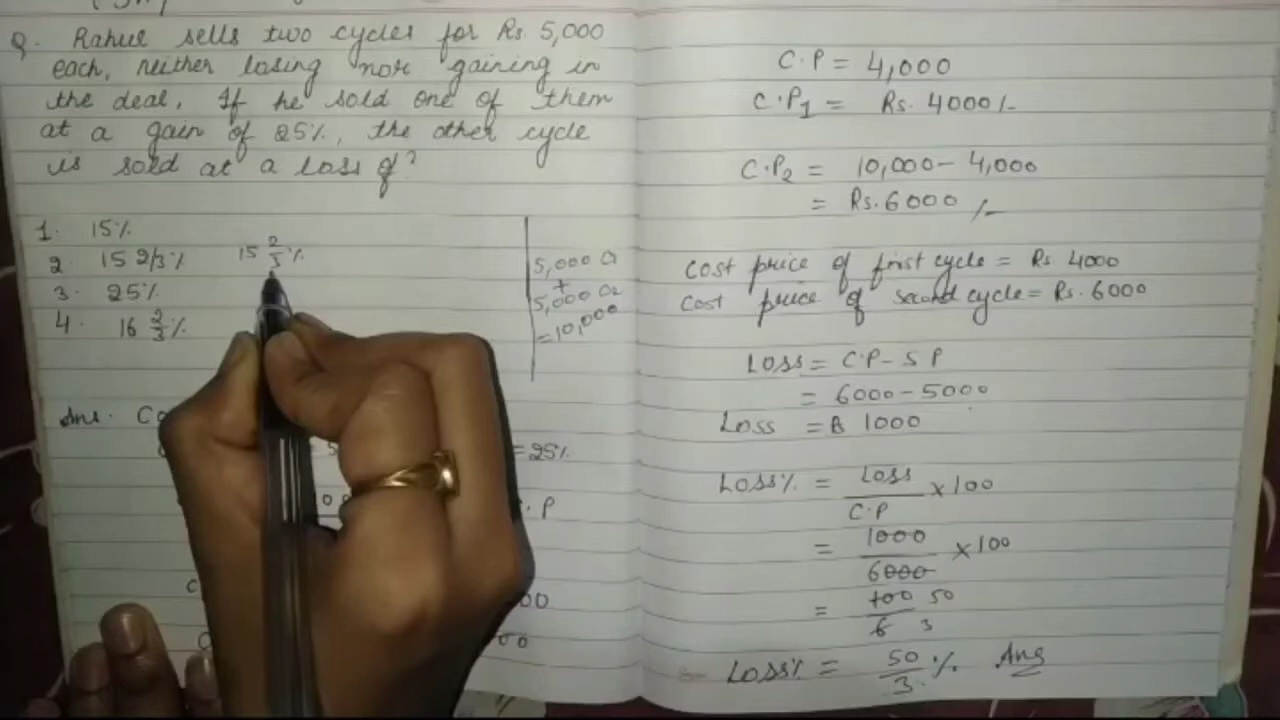 Q. Rahul sells two cycles for Rs. 5,000
each, neither losing nor gaining in
the deal. If he sold one of them
at a gain of 25%, the other cycle
is sold at a loss of?
1. 15%
2. 15 2/3% 15 2/3%
3. 25%
4. 16 2/3%
5,000 C1
+
5,000 C2
=10,000
Ans.
=25%
. P
C.P = 4,000
C.P1 = Rs. 4000/-
C.P2 = 10,000 - 4,000
= Rs. 6000/-
Cost price of first cycle = Rs 4000
Cost price of second cycle = Rs. 6000
Loss = C.P - S P
= 6000 - 5000
Loss = 1000
Loss% = Loss/C.P x 100
= 1000/6000 x 100
= 100/6 50/3
Loss% = 50/3 % Ans